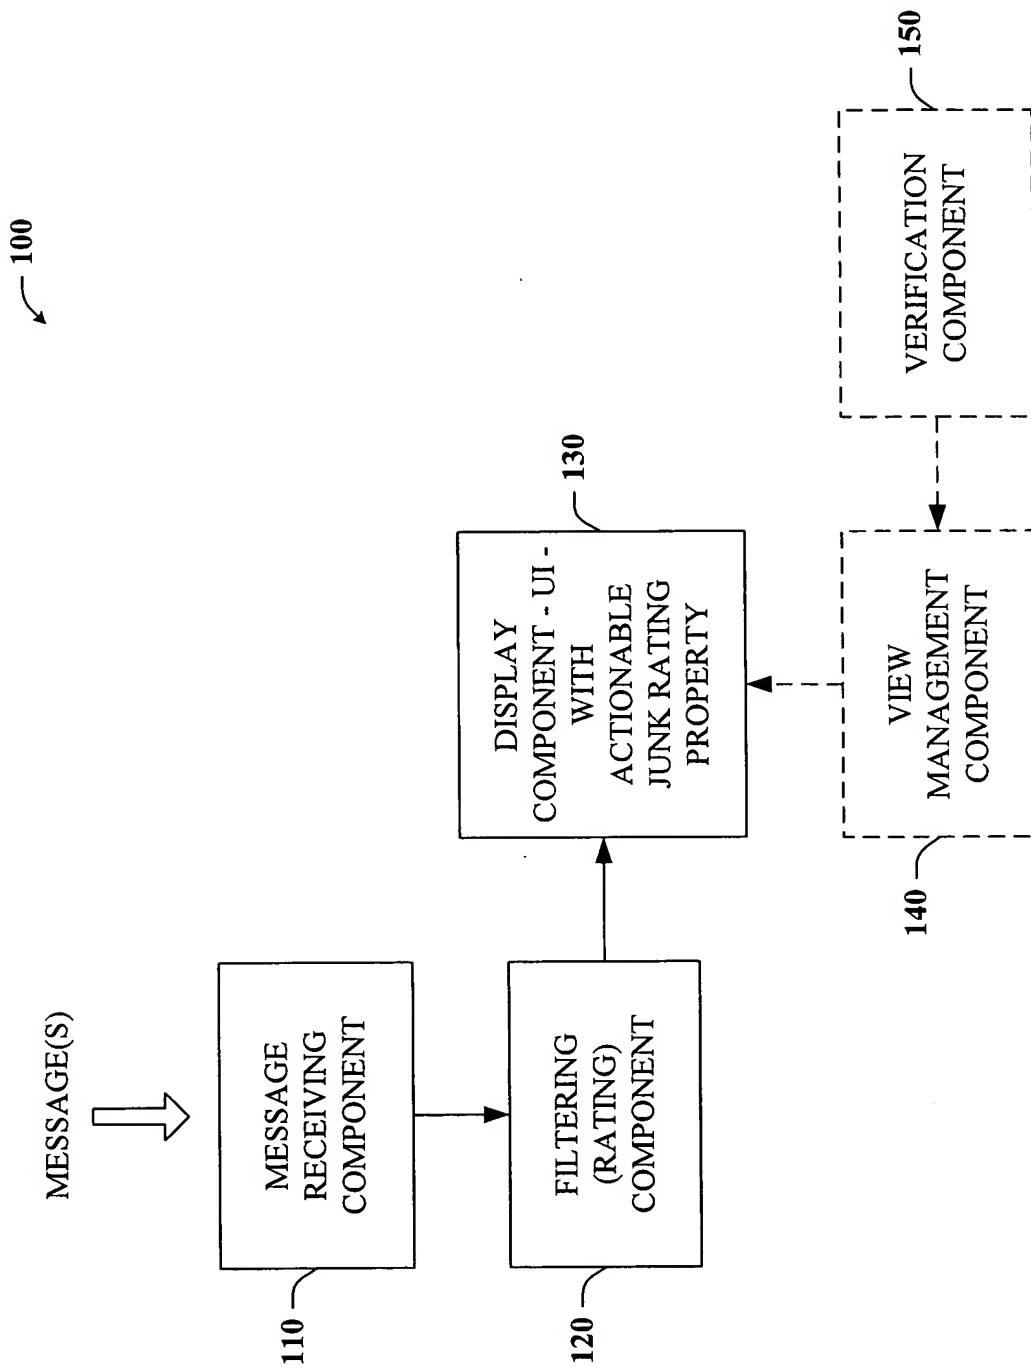 100
MESSAGE(S)
MESSAGE
RECEIVING
COMPONENT
110
FILTERING
(RATING)
COMPONENT
120
DISPLAY
COMPONENT - UI -
WITH
ACTIONABLE
JUNK RATING
PROPERTY
130
VIEW
MANAGEMENT
COMPONENT
140
VERIFICATION
COMPONENT
150